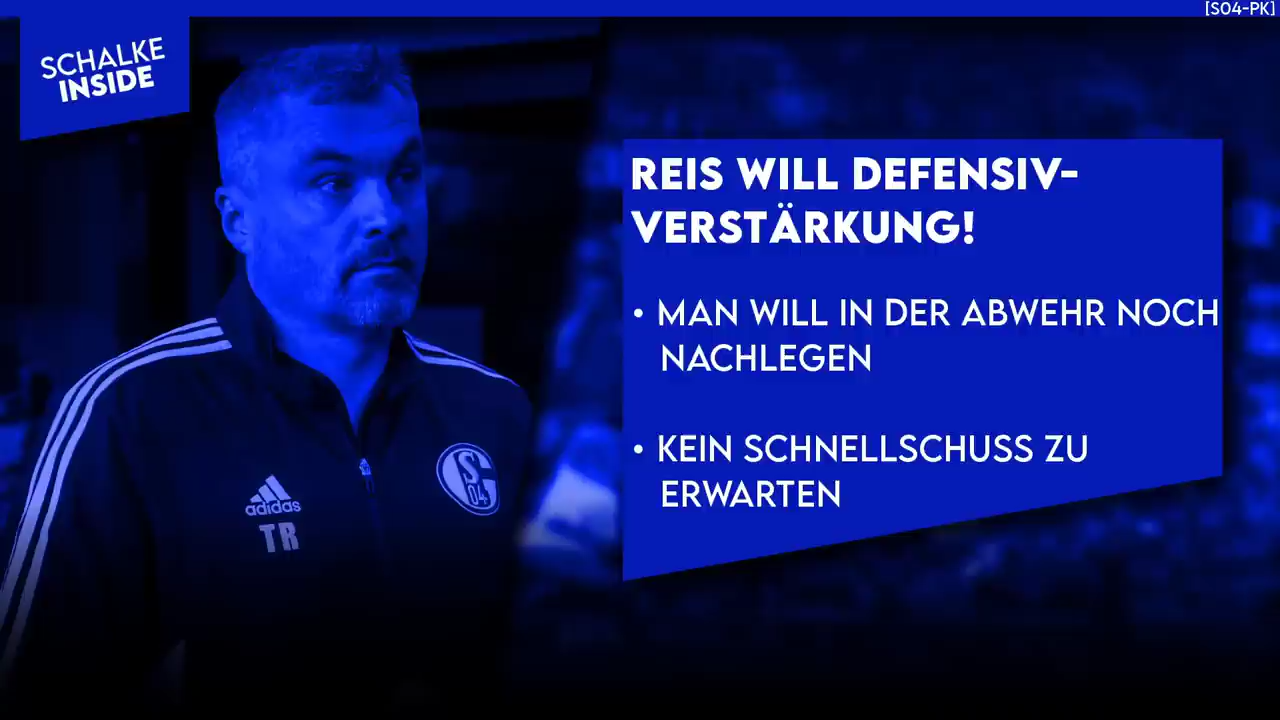 [S04-PK]
SCHALKE
INSIDE
REIS WILL DEFENSIV-
VERSTÄRKUNG!
• MAN WILL IN DER ABWEHR NOCH
NACHLEGEN
• KEIN SCHNELLSCHUSS ZU
ERWARTEN
adidas
TR
S
04